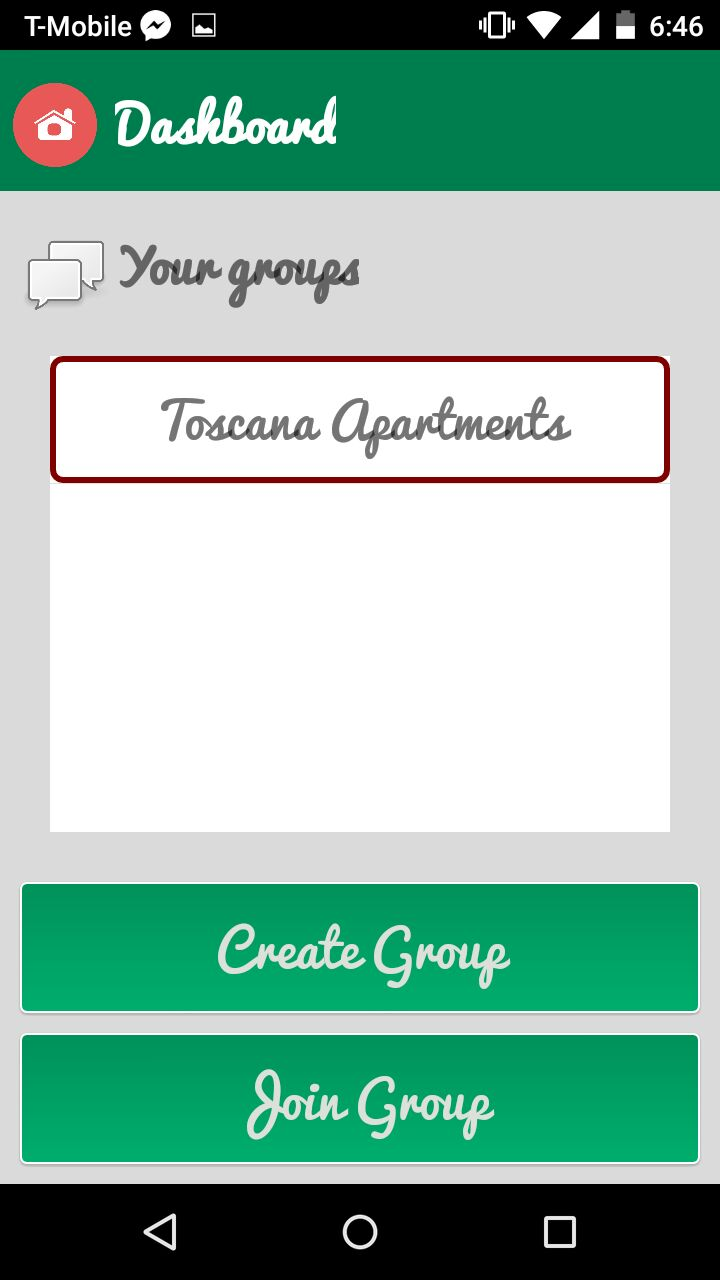 T-Mobile 6:46
Dashboard
Your groups
Toscana Apartments
Create Group
Join Group